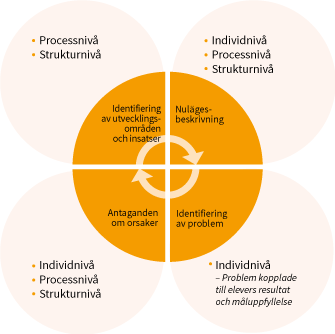 • Processnivå
• Strukturnivå
• Individnivå
• Processnivå
• Strukturnivå
Identifiering
av utvecklings-
områden
och insatser
Nuläges-
beskrivning
Antaganden
om orsaker
Identifiering
av problem
• Individnivå
• Processnivå
• Strukturnivå
• Individnivå
– Problem kopplade
till elevers resultat
och måluppfyllelse